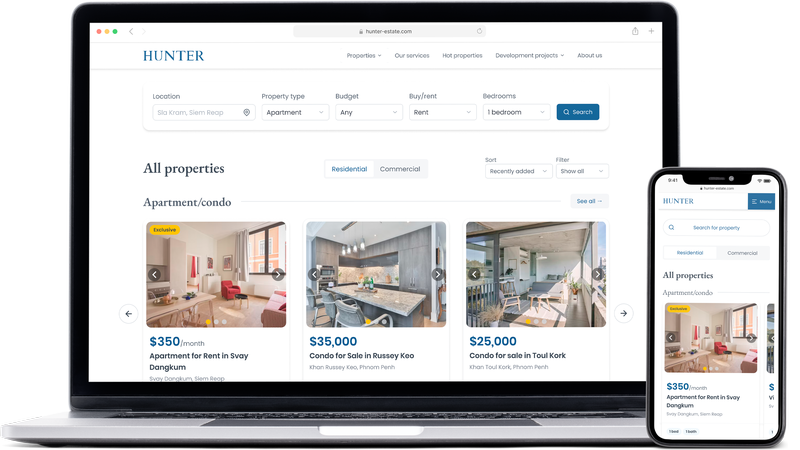 hunter-estate.com
HUNTER
Properties Our services Hot properties Development projects About us
Location Property type Budget Buy/rent Bedrooms
Sla Kram, Siem Reap Apartment Any Rent 1 bedroom Search
All properties
Residential Commercial
Sort Filter
Recently added Show all
Apartment/condo
See all →
Exclusive
$350/month
Apartment for Rent in Svay
Dangkum
Svay Dangkum, Siem Reap
$35,000
Condo for Sale in Russey Keo
Khan Russey Keo, Phnom Penh
$25,000
Condo for sale in Toul Kork
Khan Toul Kork, Phnom Penh
9:41
hunter-estate.com
HUNTER Menu
Search for property
Residential Commercial
All properties
Apartment/condo
Exclusive
$350/month
Apartment for Rent in Svay
Dangkum
Svay Dangkum, Siem Reap
1 bed 1 bath
$
Vi